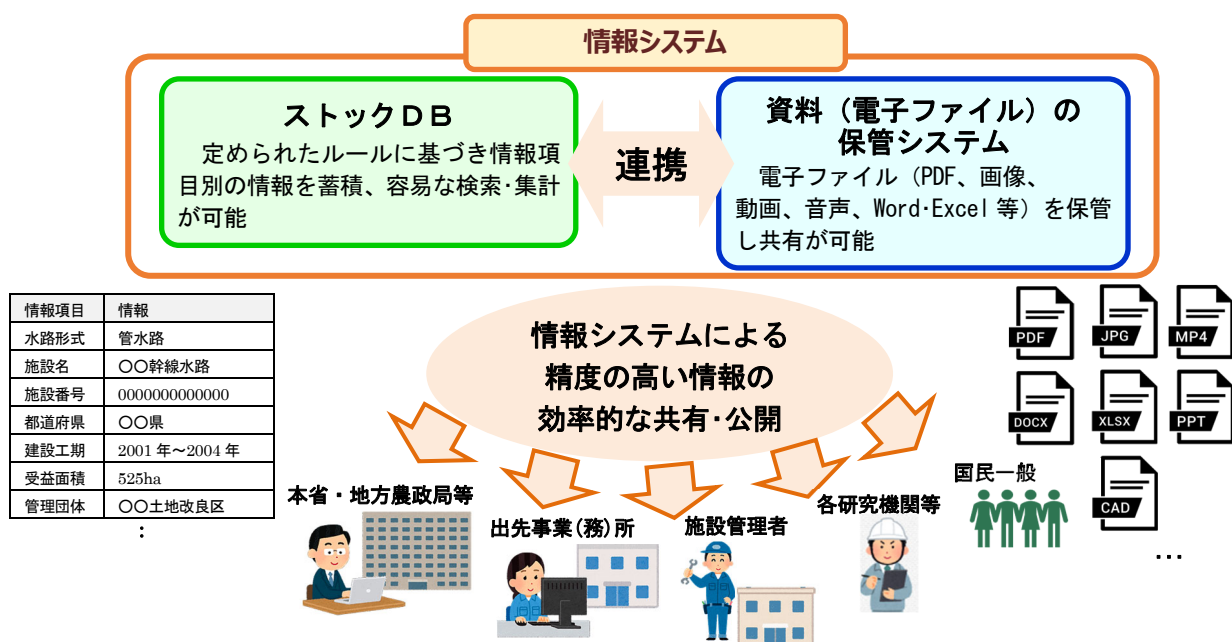 情報システム
ストックＤＢ
定められたルールに基づき情報項
目別の情報を蓄積、容易な検索･集計
が可能
連携
資料（電子ファイル）の
保管システム
電子ファイル（PDF、画像、
動画、音声、Word･Excel 等）を保管
し共有が可能
情報項目 情報
水路形式 管水路
施設名 〇〇幹線水路
施設番号 0000000000000
都道府県 〇〇県
建設工期 2001 年～2004 年
受益面積 525ha
管理団体 〇〇土地改良区
：
情報システムによる
精度の高い情報の
効率的な共有･公開
PDF JPG MP4
DOCX XLSX PPT
CAD
…
本省・地方農政局等
出先事業(務)所
施設管理者
各研究機関等
国民一般